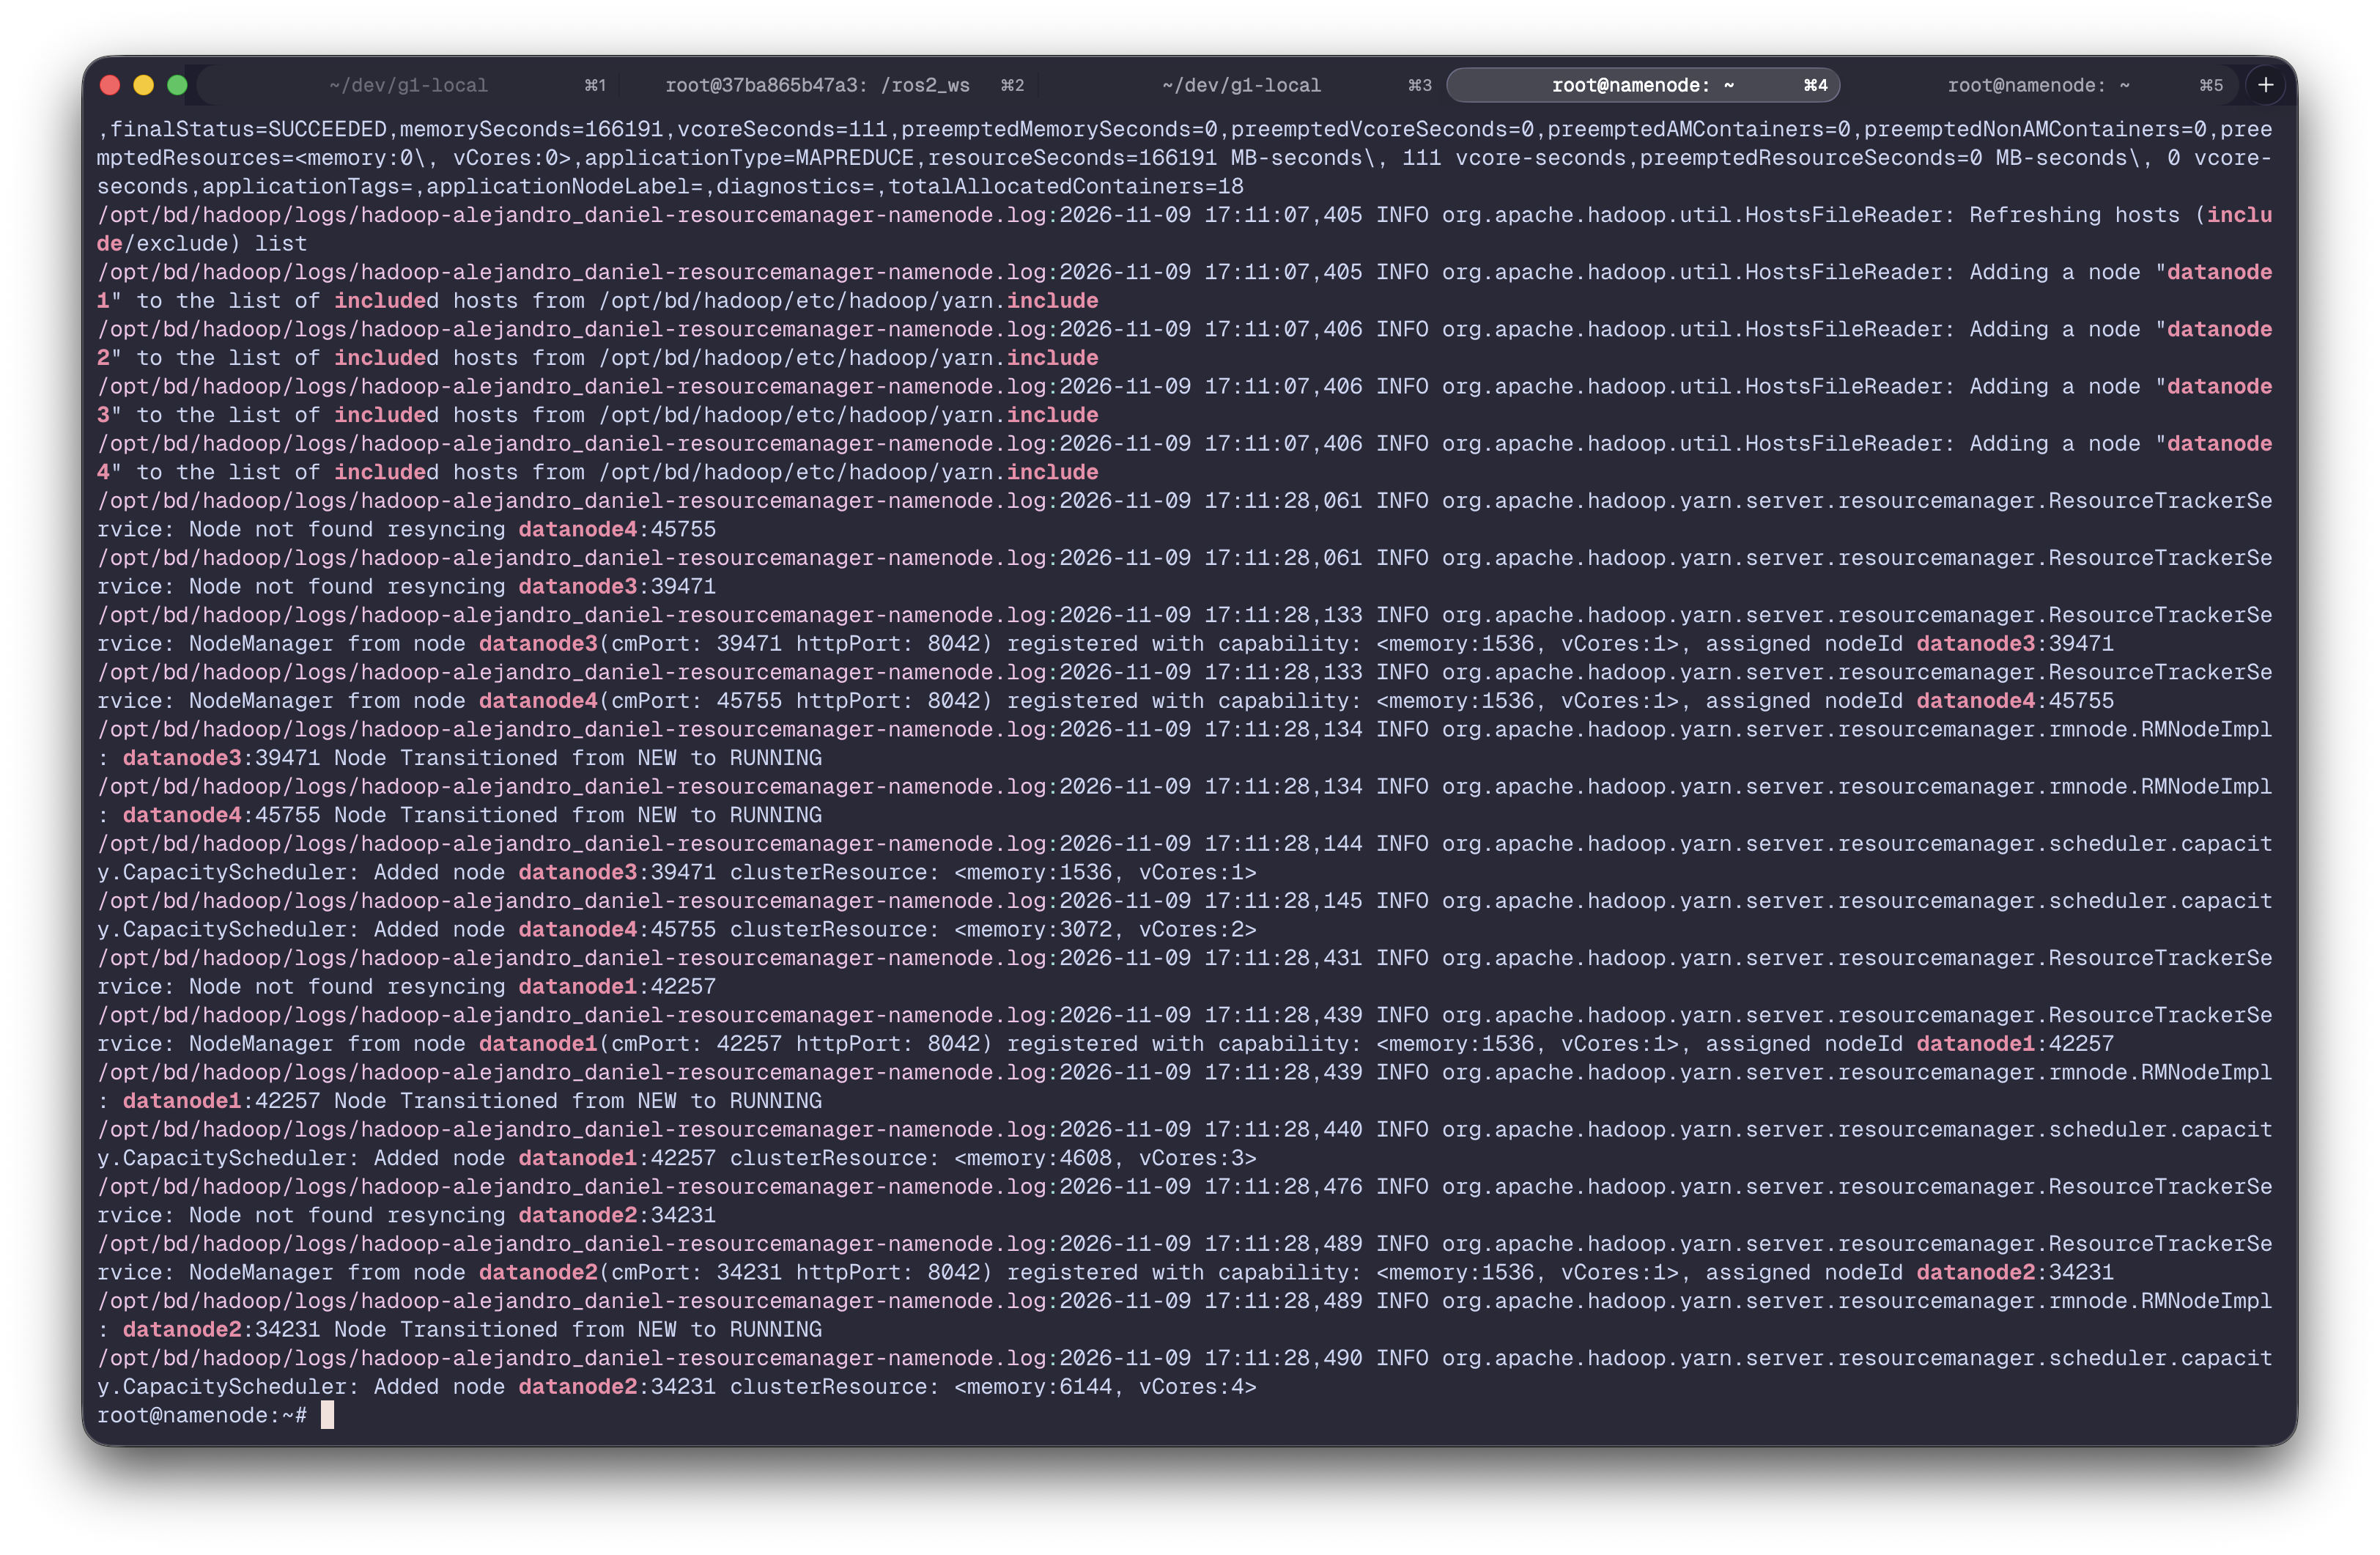 ~/dev/g1-local ⌘1 root@37ba865b47a3: /ros2_ws ⌘2 ~/dev/g1-local ⌘3 root@namenode: ~ ⌘4 root@namenode: ~ ⌘5 +
,finalStatus=SUCCEEDED,memorySeconds=166191,vcoreSeconds=111,preemptedMemorySeconds=0,preemptedVcoreSeconds=0,preemptedAMContainers=0,preemptedNonAMContainers=0,pree
mptedResources=<memory:0\, vCores:0>,applicationType=MAPREDUCE,resourceSeconds=166191 MB-seconds\, 111 vcore-seconds,preemptedResourceSeconds=0 MB-seconds\, 0 vcore-
seconds,applicationTags=,applicationNodeLabel=,diagnostics=,totalAllocatedContainers=18
/opt/bd/hadoop/logs/hadoop-alejandro_daniel-resourcemanager-namenode.log:2026-11-09 17:11:07,405 INFO org.apache.hadoop.util.HostsFileReader: Refreshing hosts (inclu
de/exclude) list
/opt/bd/hadoop/logs/hadoop-alejandro_daniel-resourcemanager-namenode.log:2026-11-09 17:11:07,405 INFO org.apache.hadoop.util.HostsFileReader: Adding a node "datanode
1" to the list of included hosts from /opt/bd/hadoop/etc/hadoop/yarn.include
/opt/bd/hadoop/logs/hadoop-alejandro_daniel-resourcemanager-namenode.log:2026-11-09 17:11:07,406 INFO org.apache.hadoop.util.HostsFileReader: Adding a node "datanode
2" to the list of included hosts from /opt/bd/hadoop/etc/hadoop/yarn.include
/opt/bd/hadoop/logs/hadoop-alejandro_daniel-resourcemanager-namenode.log:2026-11-09 17:11:07,406 INFO org.apache.hadoop.util.HostsFileReader: Adding a node "datanode
3" to the list of included hosts from /opt/bd/hadoop/etc/hadoop/yarn.include
/opt/bd/hadoop/logs/hadoop-alejandro_daniel-resourcemanager-namenode.log:2026-11-09 17:11:07,406 INFO org.apache.hadoop.util.HostsFileReader: Adding a node "datanode
4" to the list of included hosts from /opt/bd/hadoop/etc/hadoop/yarn.include
/opt/bd/hadoop/logs/hadoop-alejandro_daniel-resourcemanager-namenode.log:2026-11-09 17:11:28,061 INFO org.apache.hadoop.yarn.server.resourcemanager.ResourceTrackerSe
rvice: Node not found resyncing datanode4:45755
/opt/bd/hadoop/logs/hadoop-alejandro_daniel-resourcemanager-namenode.log:2026-11-09 17:11:28,061 INFO org.apache.hadoop.yarn.server.resourcemanager.ResourceTrackerSe
rvice: Node not found resyncing datanode3:39471
/opt/bd/hadoop/logs/hadoop-alejandro_daniel-resourcemanager-namenode.log:2026-11-09 17:11:28,133 INFO org.apache.hadoop.yarn.server.resourcemanager.ResourceTrackerSe
rvice: NodeManager from node datanode3(cmPort: 39471 httpPort: 8042) registered with capability: <memory:1536, vCores:1>, assigned nodeId datanode3:39471
/opt/bd/hadoop/logs/hadoop-alejandro_daniel-resourcemanager-namenode.log:2026-11-09 17:11:28,133 INFO org.apache.hadoop.yarn.server.resourcemanager.ResourceTrackerSe
rvice: NodeManager from node datanode4(cmPort: 45755 httpPort: 8042) registered with capability: <memory:1536, vCores:1>, assigned nodeId datanode4:45755
/opt/bd/hadoop/logs/hadoop-alejandro_daniel-resourcemanager-namenode.log:2026-11-09 17:11:28,134 INFO org.apache.hadoop.yarn.server.resourcemanager.rmnode.RMNodeImpl
: datanode3:39471 Node Transitioned from NEW to RUNNING
/opt/bd/hadoop/logs/hadoop-alejandro_daniel-resourcemanager-namenode.log:2026-11-09 17:11:28,134 INFO org.apache.hadoop.yarn.server.resourcemanager.rmnode.RMNodeImpl
: datanode4:45755 Node Transitioned from NEW to RUNNING
/opt/bd/hadoop/logs/hadoop-alejandro_daniel-resourcemanager-namenode.log:2026-11-09 17:11:28,144 INFO org.apache.hadoop.yarn.server.resourcemanager.scheduler.capacit
y.CapacityScheduler: Added node datanode3:39471 clusterResource: <memory:1536, vCores:1>
/opt/bd/hadoop/logs/hadoop-alejandro_daniel-resourcemanager-namenode.log:2026-11-09 17:11:28,145 INFO org.apache.hadoop.yarn.server.resourcemanager.scheduler.capacit
y.CapacityScheduler: Added node datanode4:45755 clusterResource: <memory:3072, vCores:2>
/opt/bd/hadoop/logs/hadoop-alejandro_daniel-resourcemanager-namenode.log:2026-11-09 17:11:28,431 INFO org.apache.hadoop.yarn.server.resourcemanager.ResourceTrackerSe
rvice: Node not found resyncing datanode1:42257
/opt/bd/hadoop/logs/hadoop-alejandro_daniel-resourcemanager-namenode.log:2026-11-09 17:11:28,439 INFO org.apache.hadoop.yarn.server.resourcemanager.ResourceTrackerSe
rvice: NodeManager from node datanode1(cmPort: 42257 httpPort: 8042) registered with capability: <memory:1536, vCores:1>, assigned nodeId datanode1:42257
/opt/bd/hadoop/logs/hadoop-alejandro_daniel-resourcemanager-namenode.log:2026-11-09 17:11:28,439 INFO org.apache.hadoop.yarn.server.resourcemanager.rmnode.RMNodeImpl
: datanode1:42257 Node Transitioned from NEW to RUNNING
/opt/bd/hadoop/logs/hadoop-alejandro_daniel-resourcemanager-namenode.log:2026-11-09 17:11:28,440 INFO org.apache.hadoop.yarn.server.resourcemanager.scheduler.capacit
y.CapacityScheduler: Added node datanode1:42257 clusterResource: <memory:4608, vCores:3>
/opt/bd/hadoop/logs/hadoop-alejandro_daniel-resourcemanager-namenode.log:2026-11-09 17:11:28,476 INFO org.apache.hadoop.yarn.server.resourcemanager.ResourceTrackerSe
rvice: Node not found resyncing datanode2:34231
/opt/bd/hadoop/logs/hadoop-alejandro_daniel-resourcemanager-namenode.log:2026-11-09 17:11:28,489 INFO org.apache.hadoop.yarn.server.resourcemanager.ResourceTrackerSe
rvice: NodeManager from node datanode2(cmPort: 34231 httpPort: 8042) registered with capability: <memory:1536, vCores:1>, assigned nodeId datanode2:34231
/opt/bd/hadoop/logs/hadoop-alejandro_daniel-resourcemanager-namenode.log:2026-11-09 17:11:28,489 INFO org.apache.hadoop.yarn.server.resourcemanager.rmnode.RMNodeImpl
: datanode2:34231 Node Transitioned from NEW to RUNNING
/opt/bd/hadoop/logs/hadoop-alejandro_daniel-resourcemanager-namenode.log:2026-11-09 17:11:28,490 INFO org.apache.hadoop.yarn.server.resourcemanager.scheduler.capacit
y.CapacityScheduler: Added node datanode2:34231 clusterResource: <memory:6144, vCores:4>
root@namenode:~#